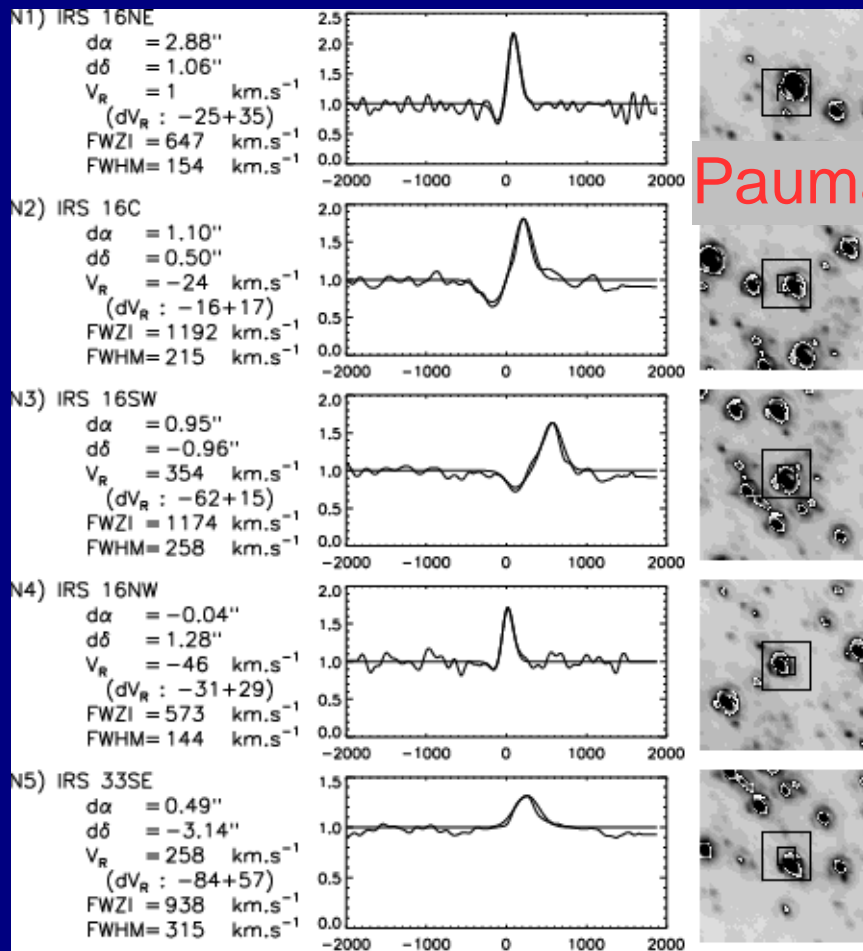 N1) IRS 16NE
dα = 2.88"
dδ = 1.06"
V_R = 1 km.s⁻¹
(dV_R : -25+35)
FWZI = 647 km.s⁻¹
FWHM= 154 km.s⁻¹
2.5
2.0
1.5
1.0
0.5
0.0
-2000 -1000 0 1000 2000
N2) IRS 16C
dα = 1.10"
dδ = 0.50"
V_R = -24 km.s⁻¹
(dV_R : -16+17)
FWZI = 1192 km.s⁻¹
FWHM= 215 km.s⁻¹
2.0
1.5
1.0
0.5
0.0
-2000 -1000 0 1000 2000
N3) IRS 16SW
dα = 0.95"
dδ = -0.96"
V_R = 354 km.s⁻¹
(dV_R : -62+15)
FWZI = 1174 km.s⁻¹
FWHM= 258 km.s⁻¹
2.0
1.5
1.0
0.5
0.0
-2000 -1000 0 1000 2000
N4) IRS 16NW
dα = -0.04"
dδ = 1.28"
V_R = -46 km.s⁻¹
(dV_R : -31+29)
FWZI = 573 km.s⁻¹
FWHM= 144 km.s⁻¹
2.0
1.5
1.0
0.5
0.0
-2000 -1000 0 1000 2000
N5) IRS 33SE
dα = 0.49"
dδ = -3.14"
V_R = 258 km.s⁻¹
(dV_R : -84+57)
FWZI = 938 km.s⁻¹
FWHM= 315 km.s⁻¹
1.5
1.0
0.5
0.0
-2000 -1000 0 1000 2000